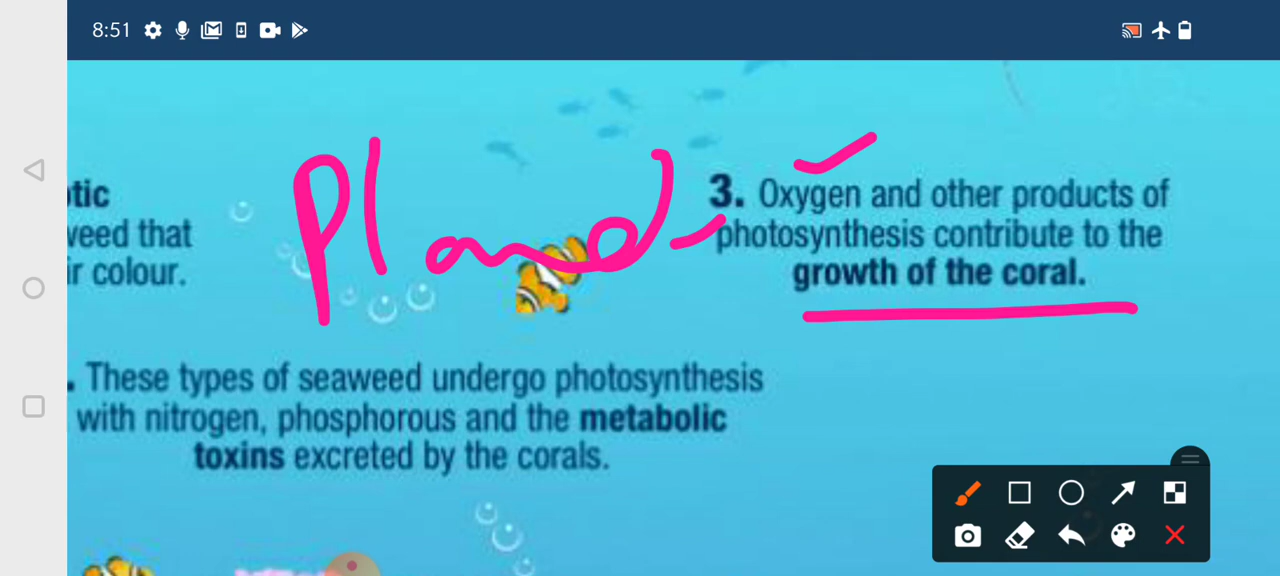 8:51
tic
veed that
ir colour.
3. Oxygen and other products of
photosynthesis contribute to the
growth of the coral.
. These types of seaweed undergo photosynthesis
with nitrogen, phosphorous and the metabolic
toxins excreted by the corals.